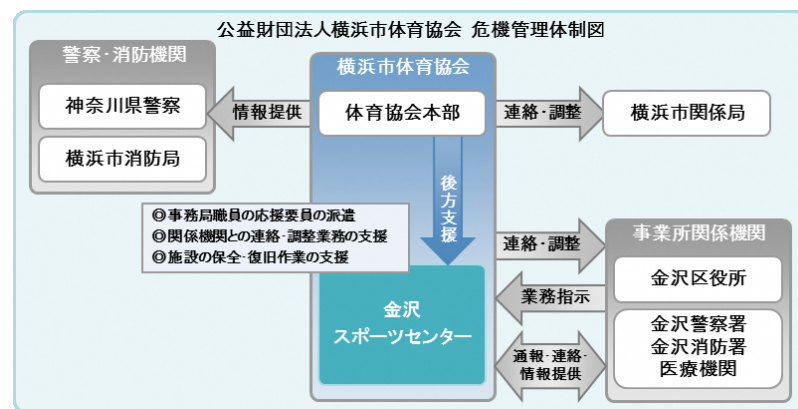 公益財団法人横浜市体育協会 危機管理体制図
警察・消防機関
神奈川県警察
横浜市消防局
情報提供
横浜市体育協会
体育協会本部
連絡・調整
横浜市関係局
後方支援
◎事務局職員の応援要員の派遣
◎関係機関との連絡・調整業務の支援
◎施設の保全・復旧作業の支援
金沢
スポーツセンター
連絡・調整
業務指示
通報・連絡・
情報提供
事業所関係機関
金沢区役所
金沢警察署
金沢消防署
医療機関